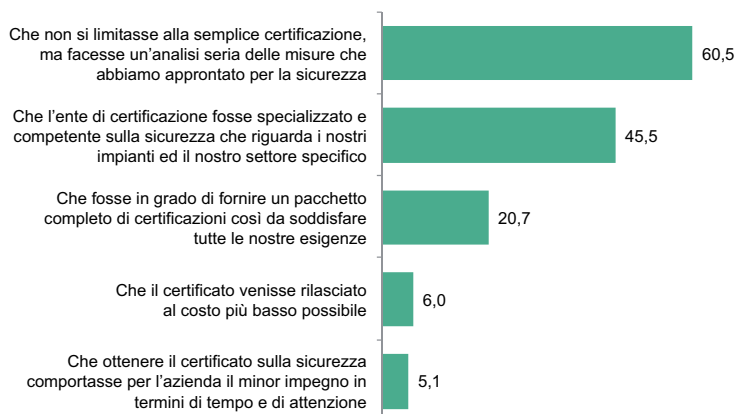 Che non si limitasse alla semplice certificazione,
ma facesse un’analisi seria delle misure che
abbiamo approntato per la sicurezza
60,5
Che l’ente di certificazione fosse specializzato e
competente sulla sicurezza che riguarda i nostri
impianti ed il nostro settore specifico
45,5
Che fosse in grado di fornire un pacchetto
completo di certificazioni così da soddisfare
tutte le nostre esigenze
20,7
Che il certificato venisse rilasciato
al costo più basso possibile
6,0
Che ottenere il certificato sulla sicurezza
comportasse per l’azienda il minor impegno in
termini di tempo e di attenzione
5,1